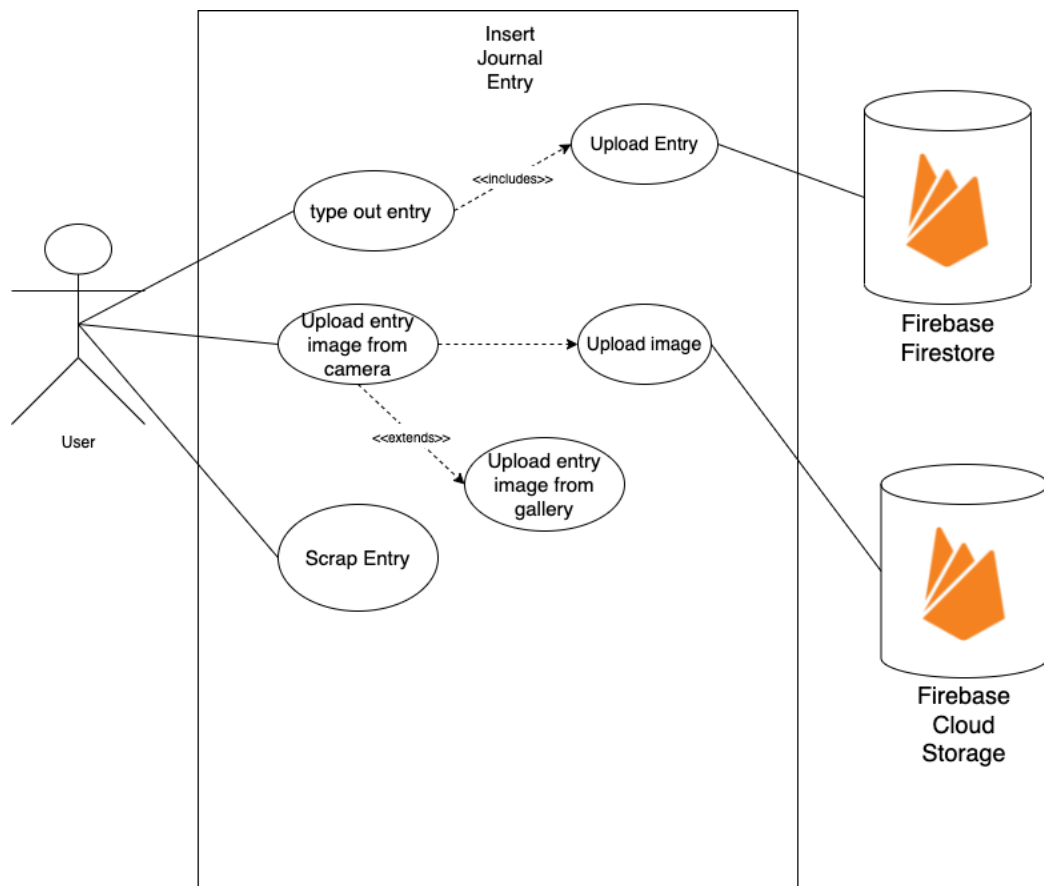 Insert
Journal
Entry
Upload Entry
<<includes>>
type out entry
Firebase
Firestore
Upload entry
image from
camera
Upload image
User
<<extends>>
Upload entry
image from
gallery
Scrap Entry
Firebase
Cloud
Storage